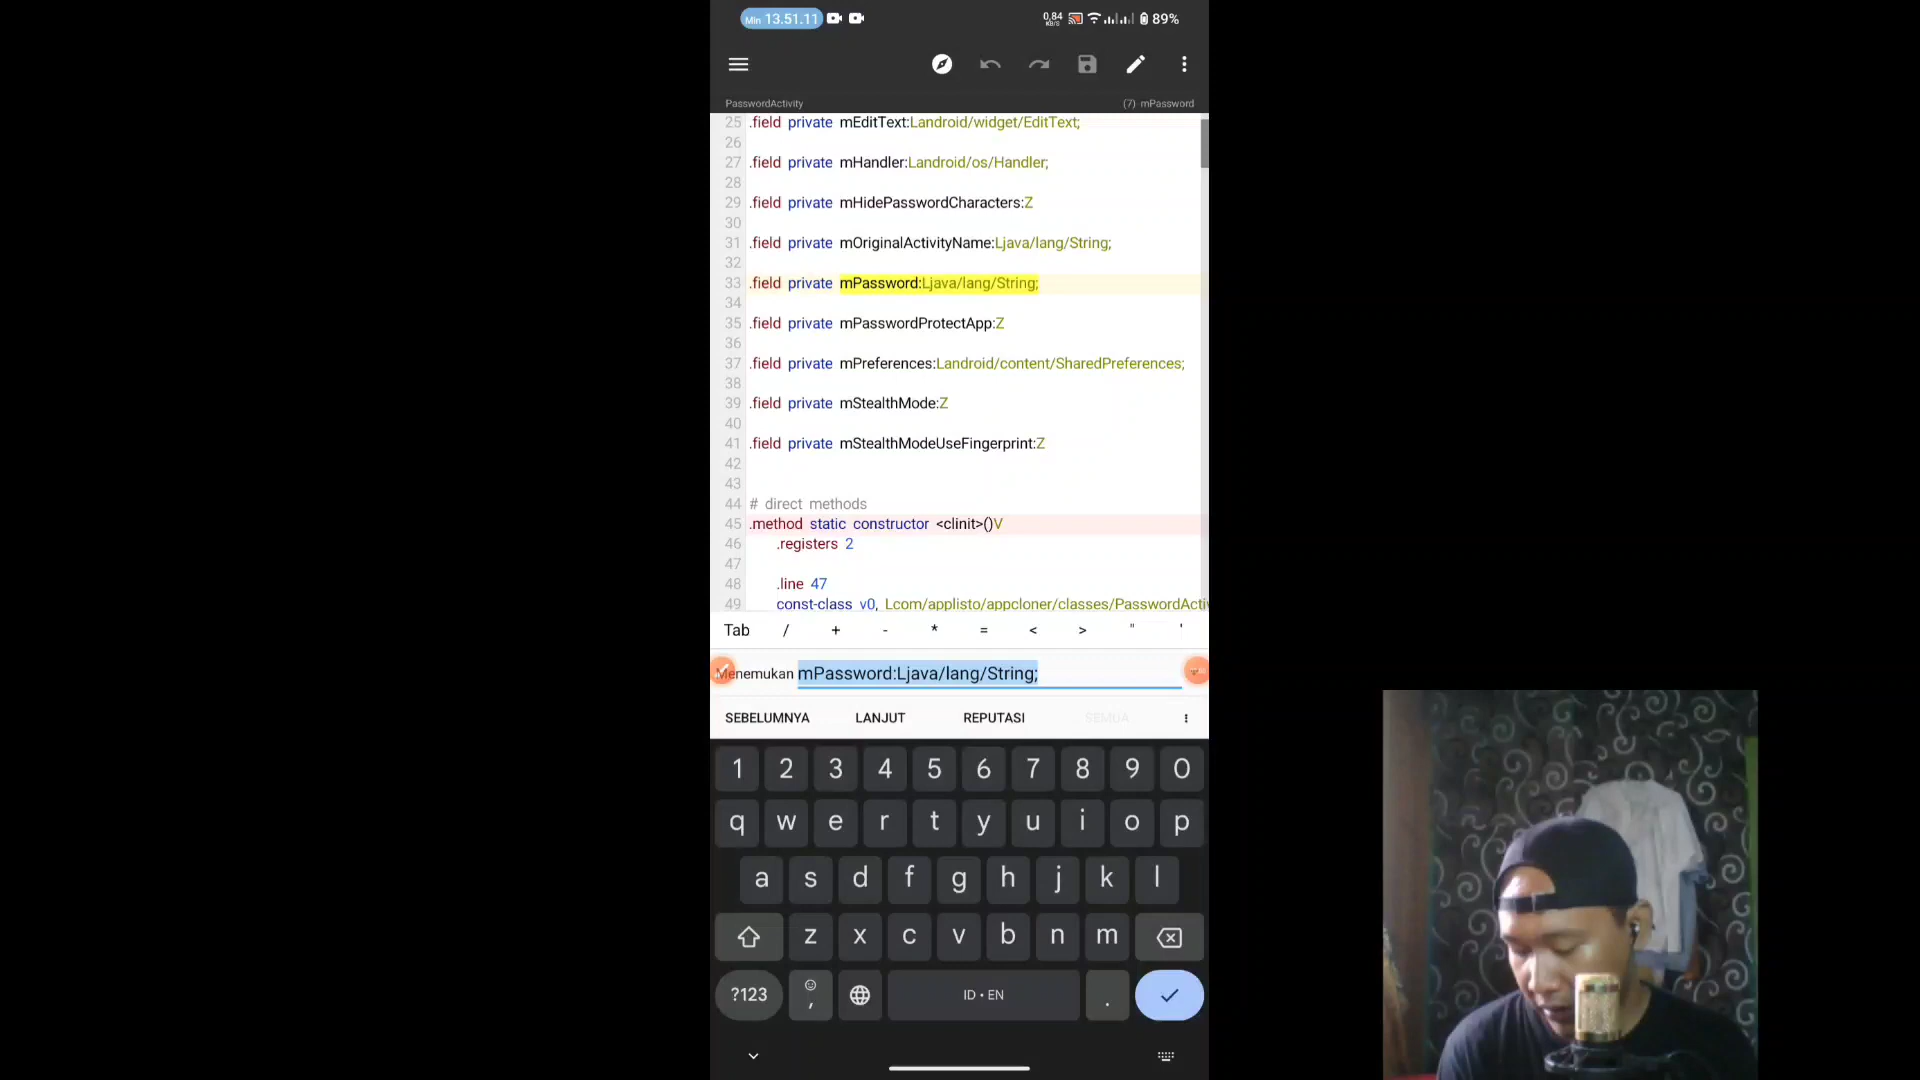 Min 13.51.11
0,84 KB/S 89%
PasswordActivity (7) mPassword
25 .field private mEditText:Landroid/widget/EditText;
26
27 .field private mHandler:Landroid/os/Handler;
28
29 .field private mHidePasswordCharacters:Z
30
31 .field private mOriginalActivityName:Ljava/lang/String;
32
33 .field private mPassword:Ljava/lang/String;
34
35 .field private mPasswordProtectApp:Z
36
37 .field private mPreferences:Landroid/content/SharedPreferences;
38
39 .field private mStealthMode:Z
40
41 .field private mStealthModeUseFingerprint:Z
42
43
44 # direct methods
45 .method static constructor <clinit>()V
46 .registers 2
47
48 .line 47
49 const-class v0, Lcom/applisto/appcloner/classes/PasswordActi
Tab / + - * = < > " '
Menemukan mPassword:Ljava/lang/String;
SEBELUMNYA LANJUT REPUTASI SEMUA
1 2 3 4 5 6 7 8 9 0
q w e r t y u i o p
a s d f g h j k l
z x c v b n m
?123 , ID • EN .